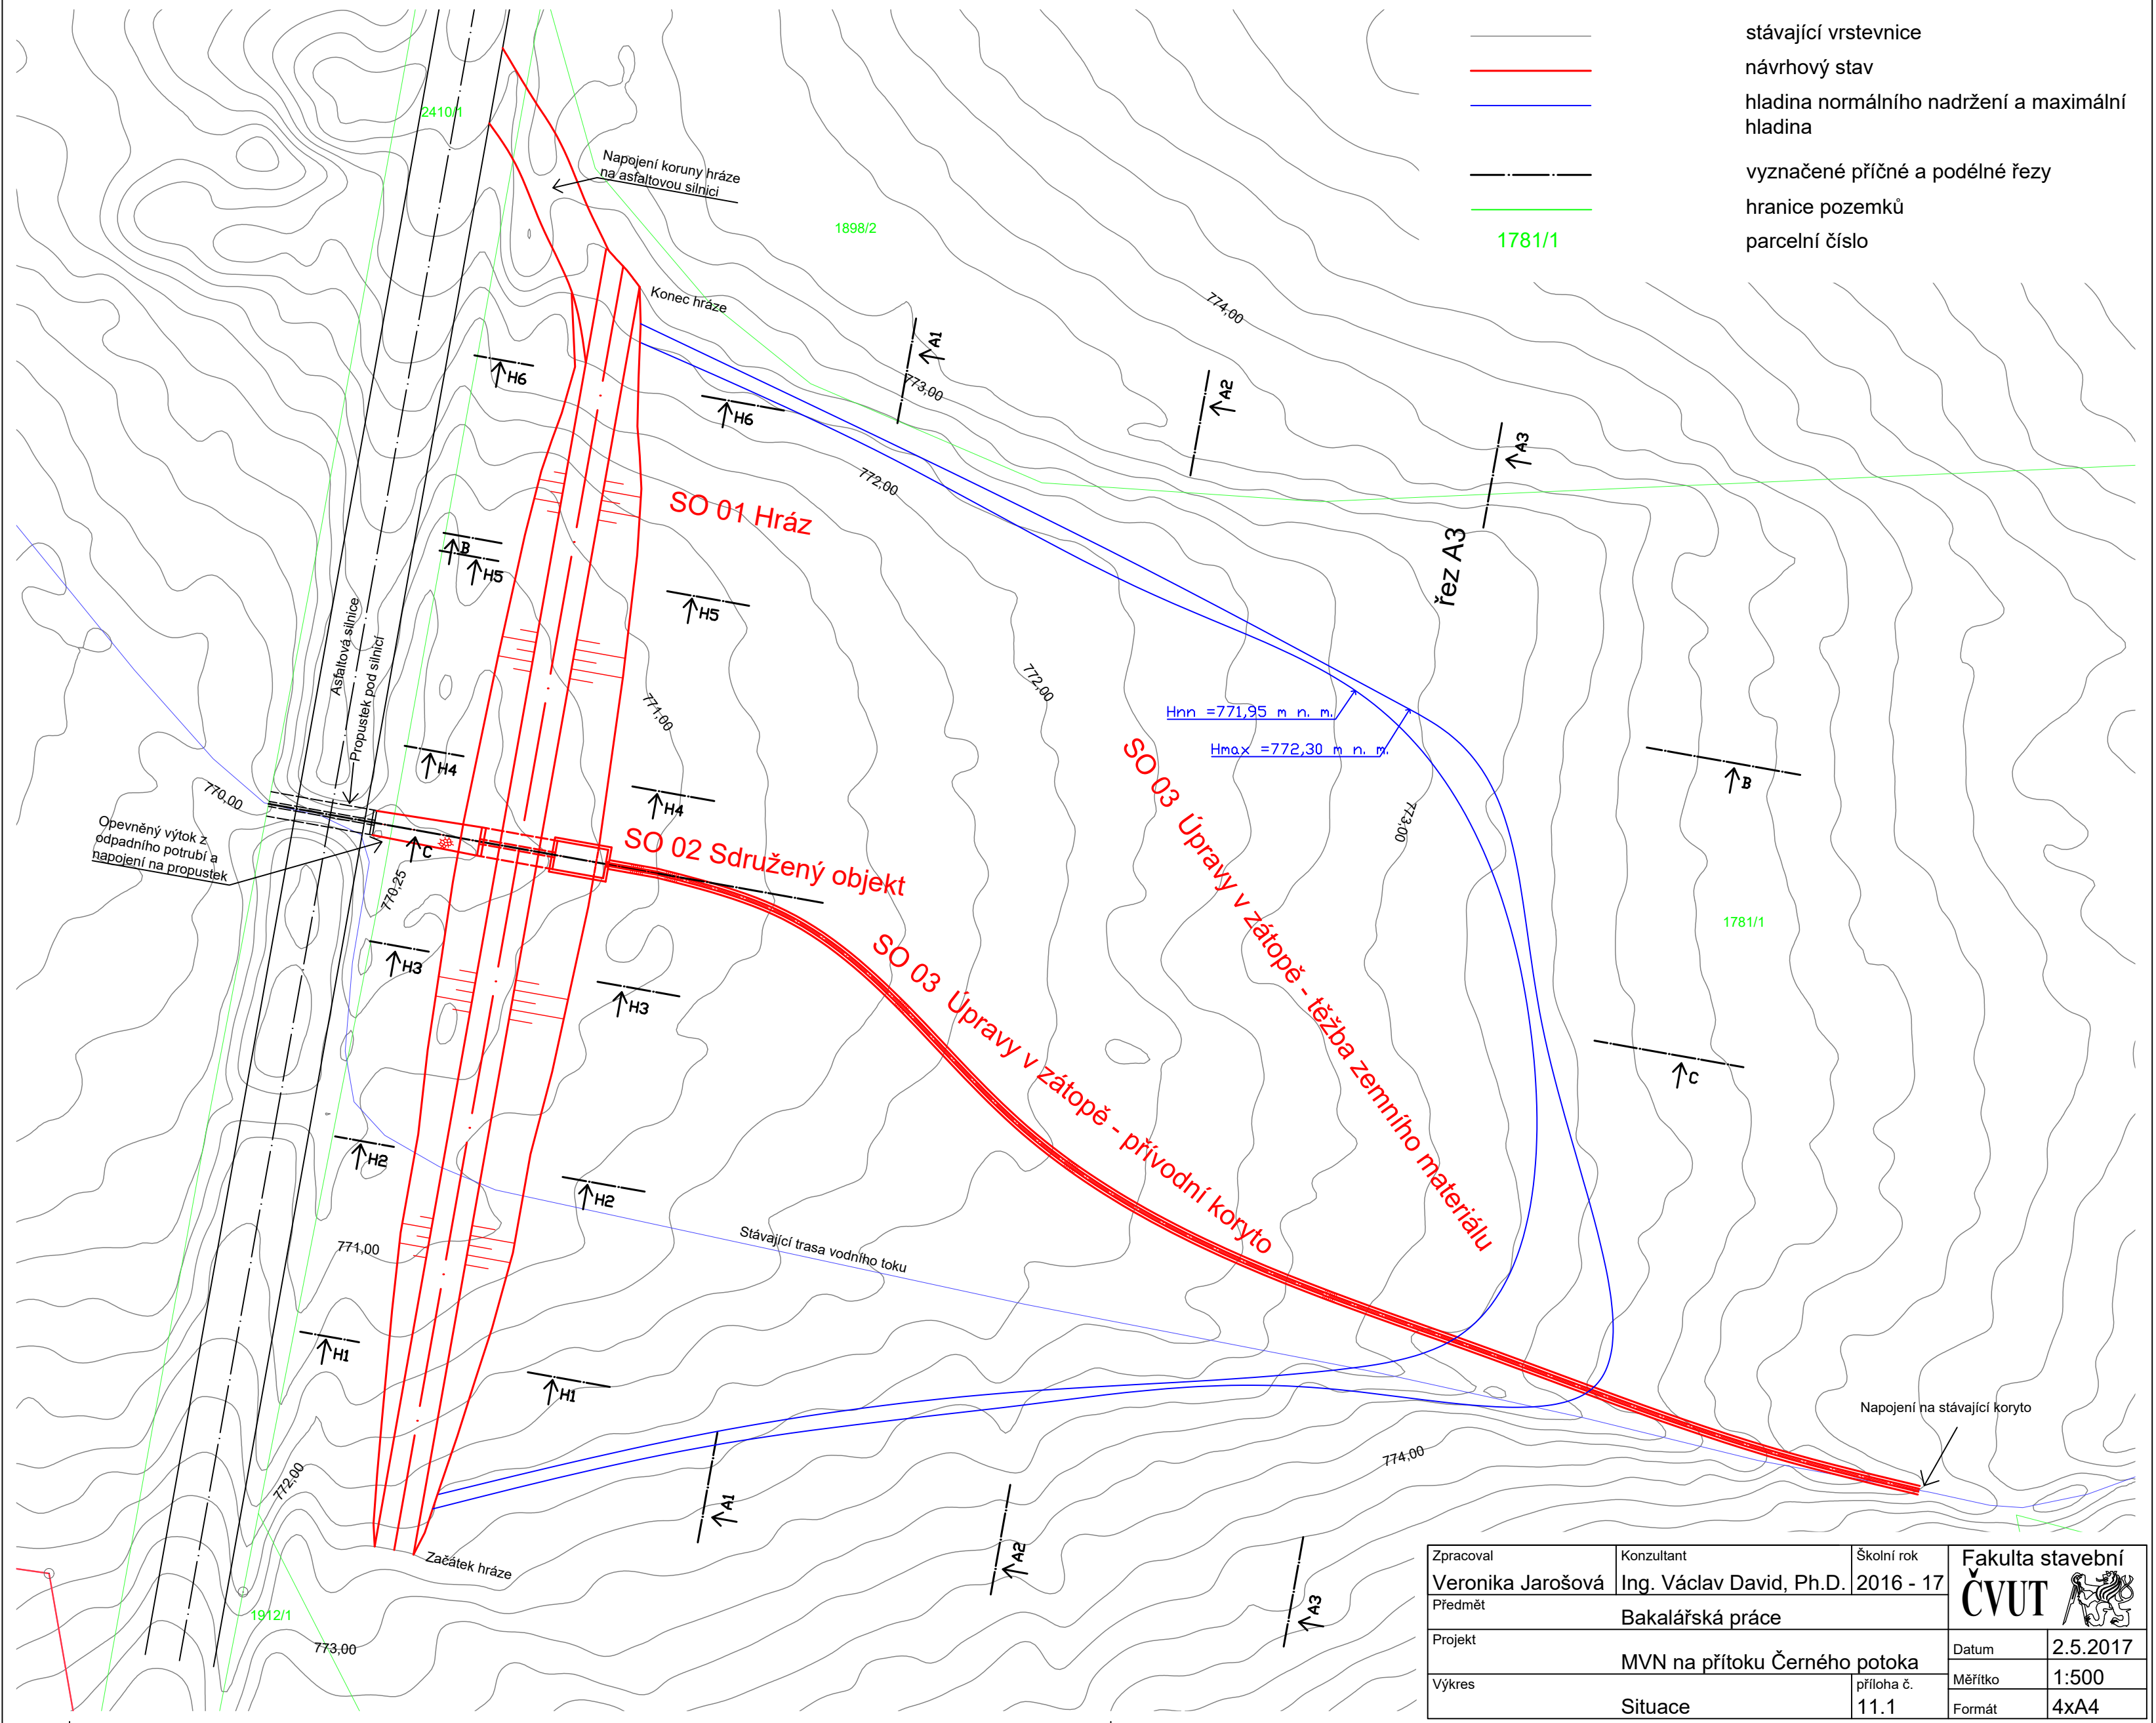 stávající vrstevnice
návrhový stav
hladina normálního nadržení a maximální
hladina
vyznačené příčné a podélné řezy
hranice pozemků
1781/1
parcelní číslo
2410/1
Napojení koruny hráze
na asfaltovou silnici
1898/2
Konec hráze
774,00
A1
773,00
H6
A2
H6
A3
772,00
SO 01 Hráz
řez A3
B
H5
H5
Asfaltová silnice
Propustek pod silnicí
771,00
772,00
Hnn =771,95 m n. m.
Hmax =772,30 m n. m.
H4
H4
B
770,00
773,00
Opevněný výtok z
odpadního potrubí a
napojení na propustek
C
770,25
SO 02 Sdružený objekt
SO 03 Úpravy v zátopě - těžba zemního materiálu
1781/1
SO 03 Úpravy v zátopě - přívodní koryto
H3
H3
C
H2
H2
Stávající trasa vodního toku
771,00
H1
H1
Napojení na stávající koryto
774,00
772,00
A1
A2
A3
Začátek hráze
1912/1
773,00
Zpracoval
Konzultant
Školní rok
Fakulta stavební
Veronika Jarošová
Ing. Václav David, Ph.D.
2016 - 17
ČVUT
Předmět
Bakalářská práce
Projekt
MVN na přítoku Černého potoka
Datum
2.5.2017
Měřítko
1:500
Výkres
Situace
příloha č.
11.1
Formát
4xA4